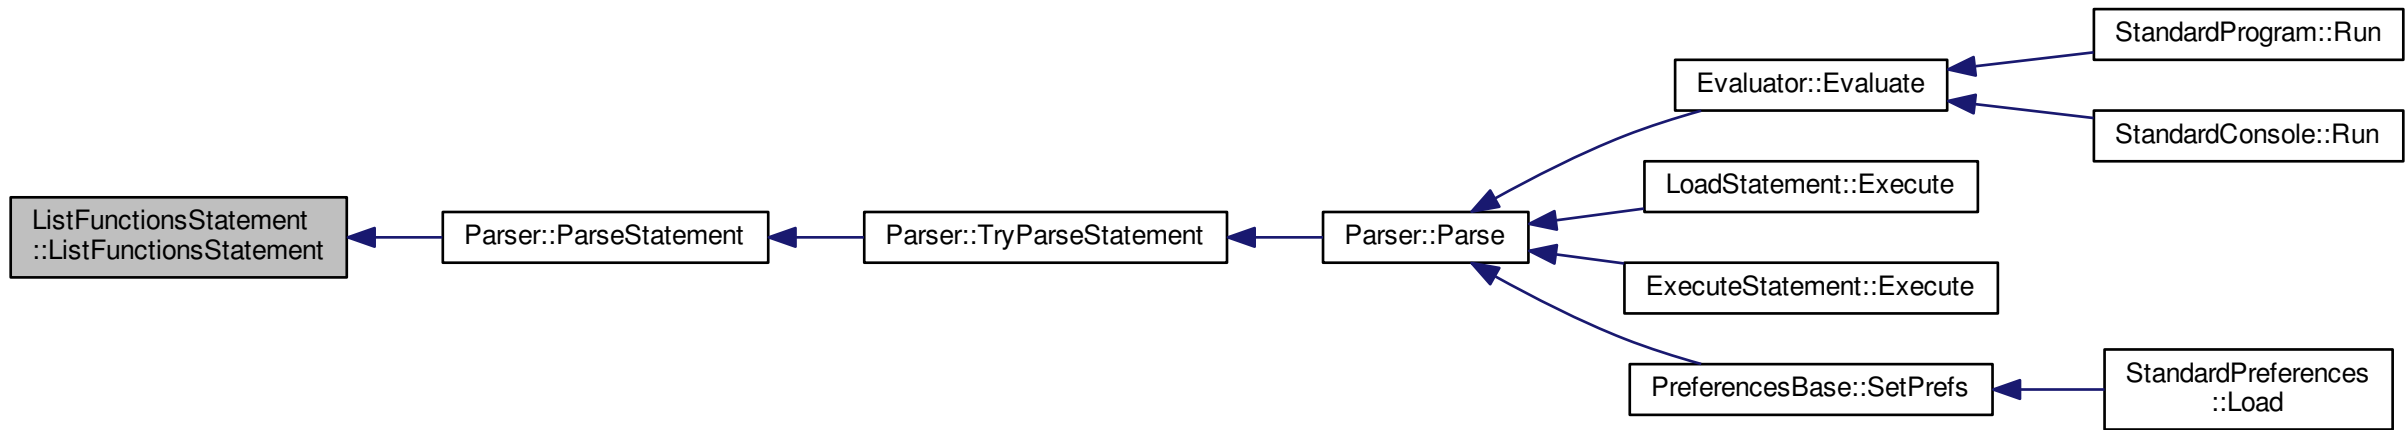 ListFunctionsStatement
::ListFunctionsStatement
Parser::ParseStatement
Parser::TryParseStatement
Parser::Parse
Evaluator::Evaluate
StandardProgram::Run
StandardConsole::Run
LoadStatement::Execute
ExecuteStatement::Execute
PreferencesBase::SetPrefs
StandardPreferences
::Load